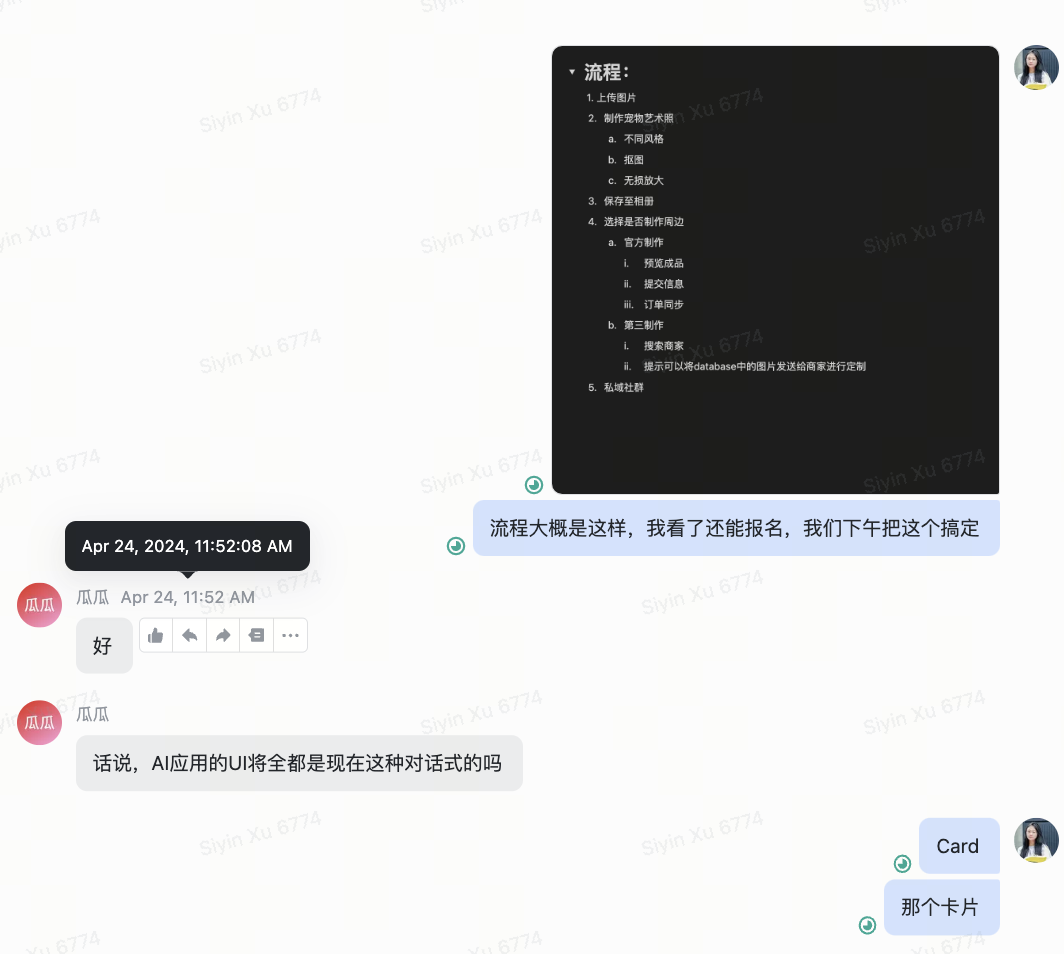 流程：
1. 上传图片
2. 制作宠物艺术照
a. 不同风格
b. 抠图
c. 无损放大
3. 保存至相册
4. 选择是否制作周边
a. 官方制作
i. 预览成品
ii. 提交信息
iii. 订单同步
b. 第三制作
i. 搜索商家
ii. 提示可以将database中的图片发送给商家进行定制
5. 私域社群
流程大概是这样，我看了还能报名，我们下午把这个搞定
Apr 24, 2024, 11:52:08 AM
瓜瓜
瓜瓜 Apr 24, 11:52 AM
好
瓜瓜
瓜瓜
话说，AI应用的UI将全都是现在这种对话式的吗
Card
那个卡片
Siyin Xu 6774